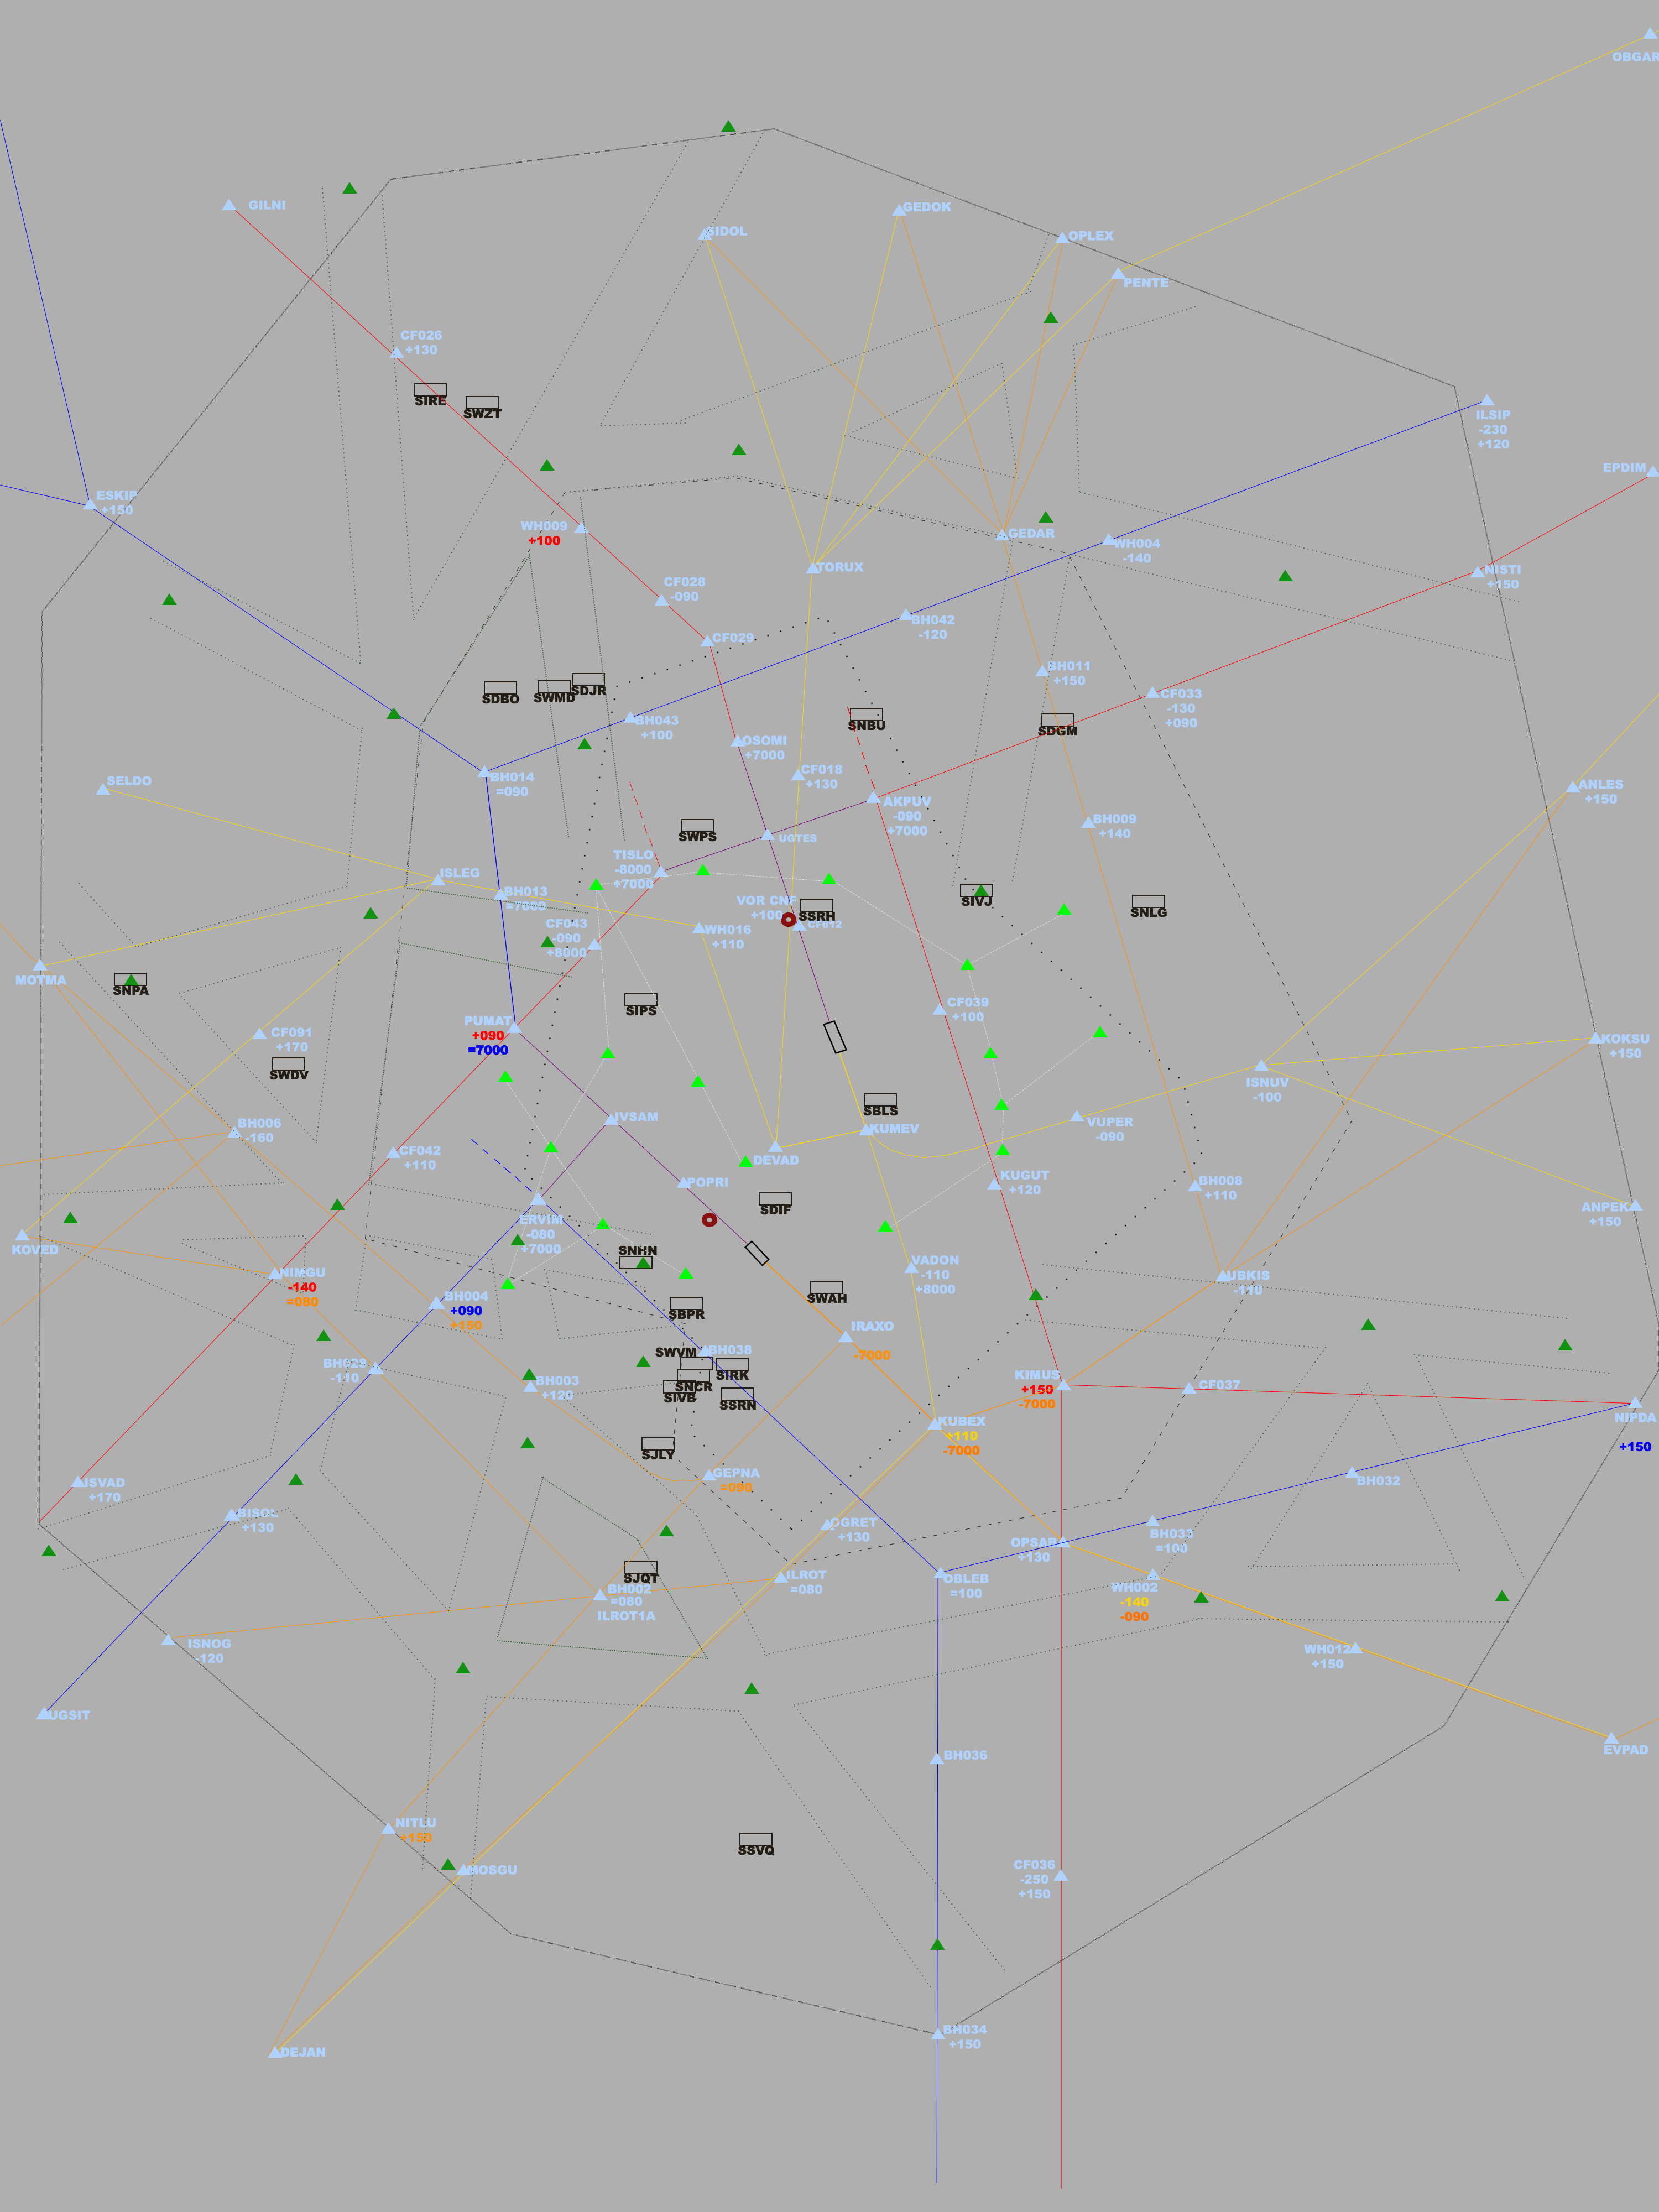 OBGAR
GILNI
SIDOL
GEDOK
OPLEX
PENTE
CF026
+130
SIRE
SWZT
ILSIP
-230
+120
EPDIM
ESKIP
+150
WH009
+100
GEDAR
WH004
-140
TORUX
NISTI
+150
CF028
-090
BH042
-120
CF029
BH011
+150
SDBO
SWMD
SDJR
BH043
+100
SNBU
SDGM
CF033
-130
+090
OSOMI
+7000
BH014
=090
CF018
+130
SELDO
ANLES
+150
AKPUV
-090
+7000
BH009
+140
SWPS
UGTES
TISLO
-8000
+7000
ISLEG
BH013
=7000
VOR CNF
+100
SSRH
CF012
SIVJ
SNLG
CF043
-090
+8000
WH016
+110
MOTMA
SNPA
SIPS
CF039
+100
PUMAT
+090
=7000
CF091
+170
SWDV
KOKSU
+150
ISNUV
-100
SBLS
KUMEV
IVSAM
VUPER
-090
BH006
-160
CF042
+110
DEVAD
POPRI
KUGUT
+120
BH008
+110
SDIF
ANPEK
+150
ERVIM
-080
+7000
KOVED
SNHN
VADON
-110
+8000
NIMGU
-140
=080
UBKIS
-110
SWAH
BH004
+090
+150
SBPR
IRAXO
-7000
SWVM
BH038
SIRK
BH028
-110
BH003
+120
SNCR
SIVB
SSRN
KIMUS
+150
-7000
CF037
NIPDA
+150
KUBEX
+110
-7000
SJLY
GEPNA
=090
BH032
ISVAD
+170
BISOL
+130
OGRET
+130
OPSAB
+130
BH033
=100
SJQT
ILROT
=080
OBLEB
=100
WH002
-140
-090
BH002
=080
ILROT1A
ISNOG
-120
WH012
+150
UGSIT
EVPAD
BH036
NITLU
+150
SSVQ
HOSGU
CF036
-250
+150
BH034
+150
DEJAN